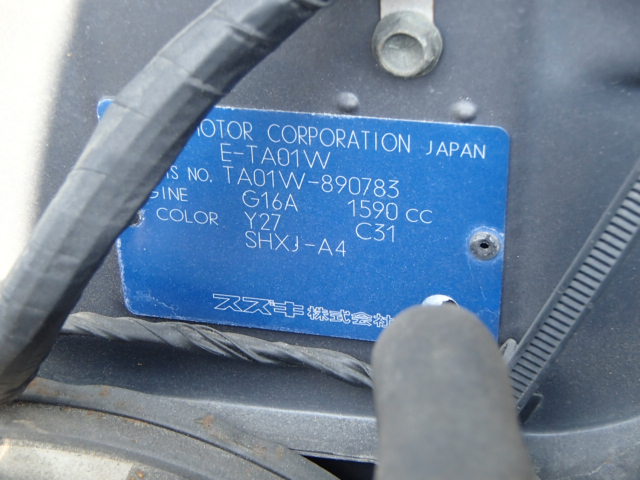 MOTOR CORPORATION JAPAN
E-TA01W
NO. TA01W-890783
G16A 1590 CC
COLOR Y27 C31
SHXJ-A4
スズキ 株式会